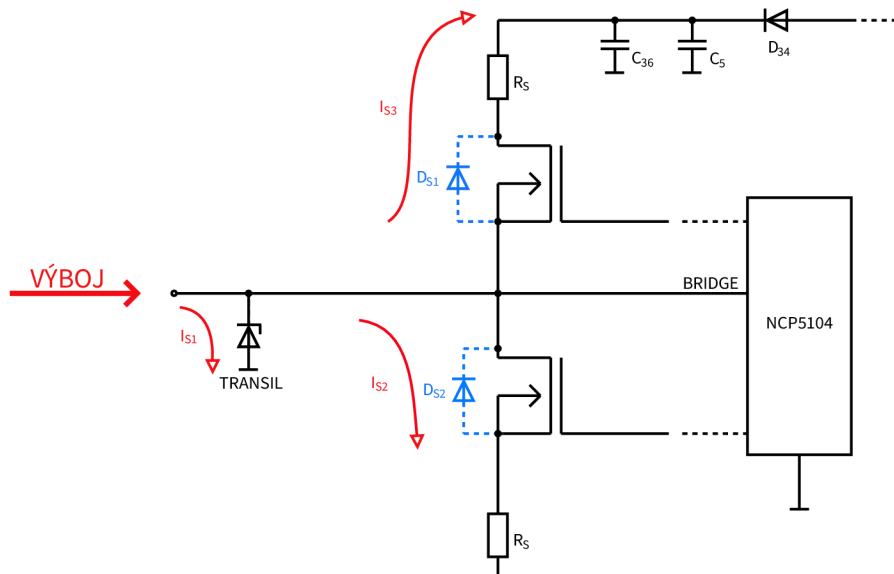 C36
C5
D34
RS
IS3
DS1
VÝBOJ
BRIDGE
NCP5104
IS1
TRANSIL
IS2
DS2
RS